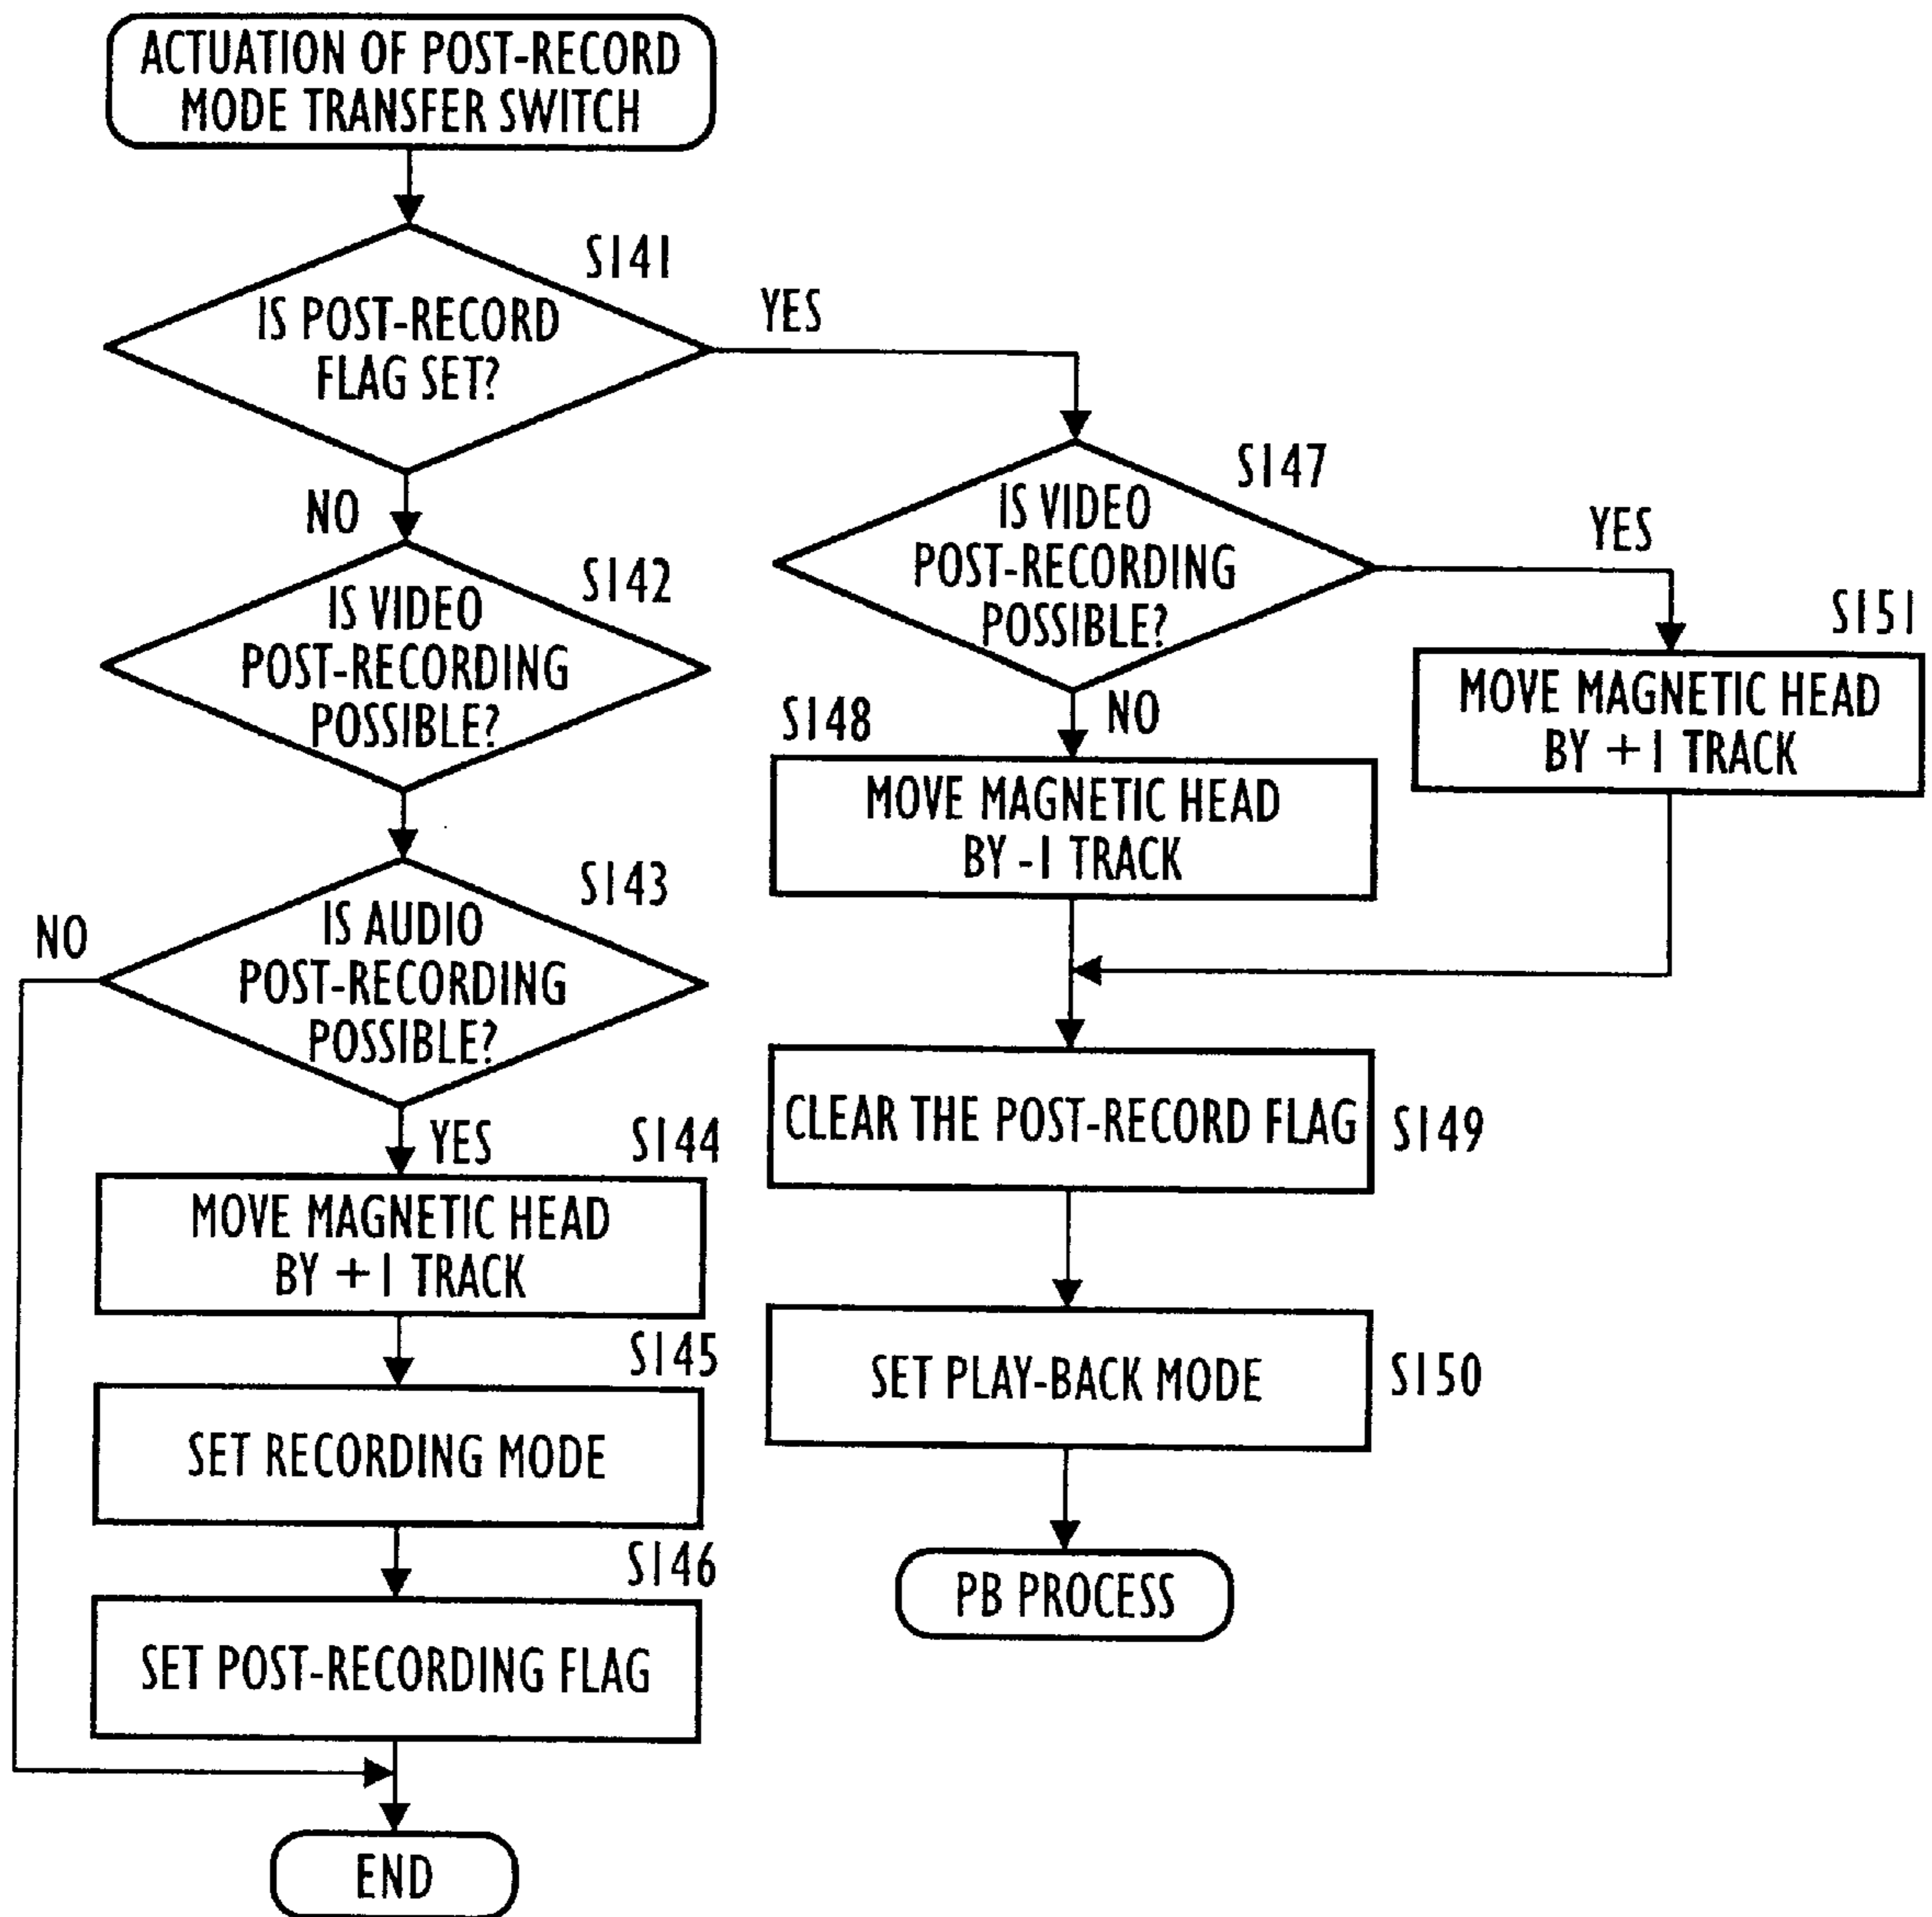 ACTUATION OF POST-RECORD
MODE TRANSFER SWITCH
S141
IS POST-RECORD
FLAG SET?
YES
NO
S142
IS VIDEO
POST-RECORDING
POSSIBLE?
S143
IS AUDIO
POST-RECORDING
POSSIBLE?
NO
YES
S144
MOVE MAGNETIC HEAD
BY +1 TRACK
S145
SET RECORDING MODE
S146
SET POST-RECORDING FLAG
END
S147
IS VIDEO
POST-RECORDING
POSSIBLE?
YES
NO
S148
MOVE MAGNETIC HEAD
BY -1 TRACK
S151
MOVE MAGNETIC HEAD
BY +1 TRACK
CLEAR THE POST-RECORD FLAG
S149
SET PLAY-BACK MODE
S150
PB PROCESS